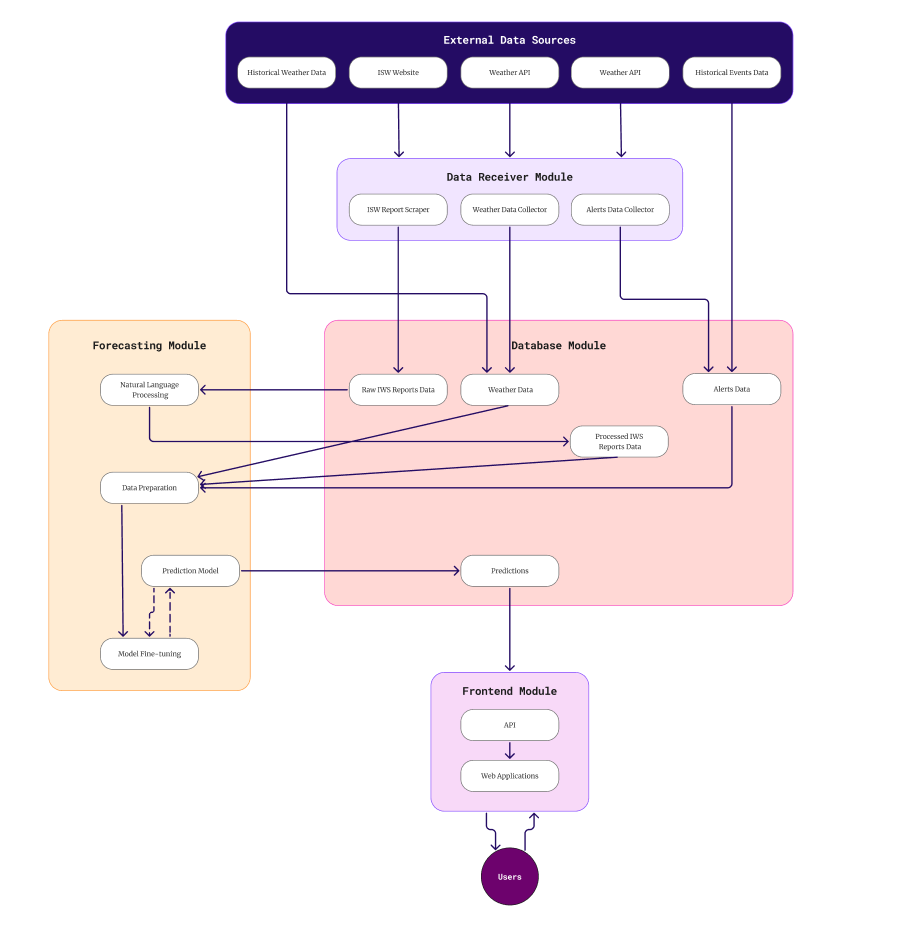 External Data Sources
Historical Weather Data
ISW Website
Weather API
Weather API
Historical Events Data
Data Receiver Module
ISW Report Scraper
Weather Data Collector
Alerts Data Collector
Forecasting Module
Database Module
Natural Language
Processing
Raw IWS Reports Data
Weather Data
Alerts Data
Processed IWS
Reports Data
Data Preparation
Prediction Model
Predictions
Model Fine-tuning
Frontend Module
API
Web Applications
Users